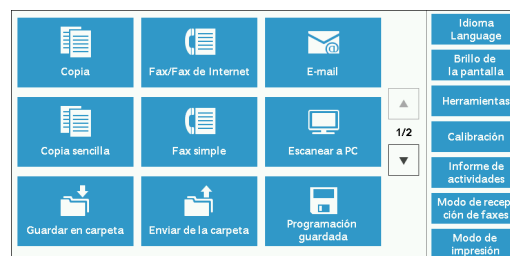 Copia
Fax/Fax de Internet
E-mail
Copia sencilla
Fax simple
Escanear a PC
Guardar en carpeta
Enviar de la carpeta
Programación
guardada
1/2
Idioma
Language
Brillo de
la pantalla
Herramientas
Calibración
Informe de
actividades
Modo de recep
ción de faxes
Modo de
impresión